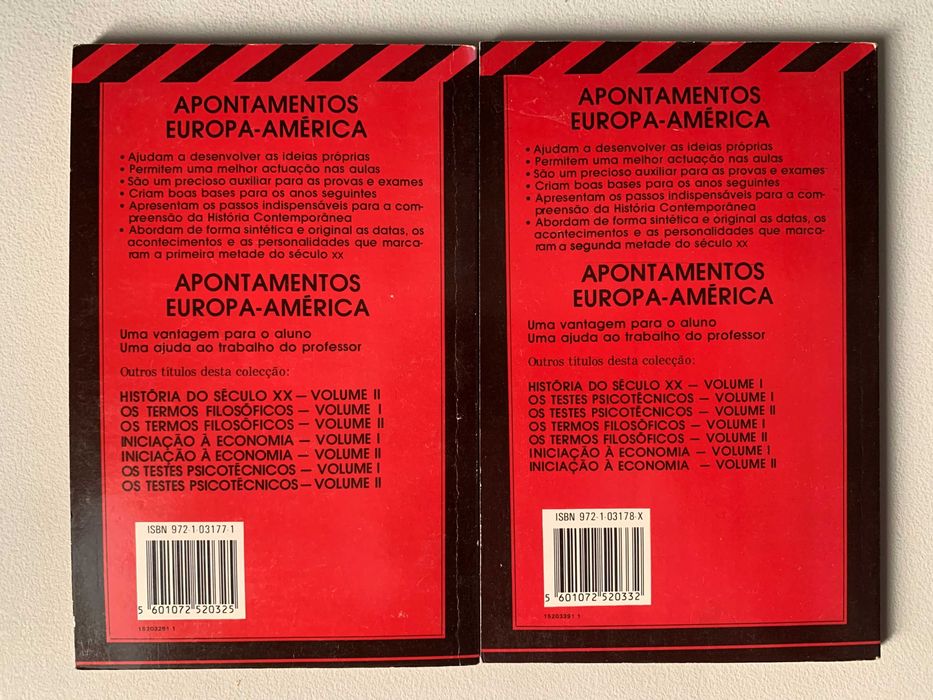 APONTAMENTOS
EUROPA-AMÉRICA
• Ajudam a desenvolver as ideias próprias
• Permitem uma melhor actuação nas aulas
• São um precioso auxiliar para as provas e exames
• Criam boas bases para os anos seguintes
• Apresentam os passos indispensáveis para a com-
preensão da História Contemporânea
• Abordam de forma sintética e original as datas, os
acontecimentos e as personalidades que marca-
ram a primeira metade do século xx
APONTAMENTOS
EUROPA-AMÉRICA
Uma vantagem para o aluno
Uma ajuda ao trabalho do professor
Outros títulos desta colecção:
HISTÓRIA DO SÉCULO XX — VOLUME II
OS TERMOS FILOSÓFICOS — VOLUME I
OS TERMOS FILOSÓFICOS — VOLUME II
INICIAÇÃO À ECONOMIA — VOLUME I
INICIAÇÃO À ECONOMIA — VOLUME II
OS TESTES PSICOTÉCNICOS — VOLUME I
OS TESTES PSICOTÉCNICOS — VOLUME II
ISBN 972-1-03177-1
5 601072 520325
APONTAMENTOS
EUROPA-AMÉRICA
• Ajudam a desenvolver as ideias próprias
• Permitem uma melhor actuação nas aulas
• São um precioso auxiliar para as provas e exames
• Criam boas bases para os anos seguintes
• Apresentam os passos indispensáveis para a com-
preensão da História Contemporânea
• Abordam de forma sintética e original as datas, os
acontecimentos e as personalidades que marca-
ram a segunda metade do século xx
APONTAMENTOS
EUROPA-AMÉRICA
Uma vantagem para o aluno
Uma ajuda ao trabalho do professor
Outros títulos desta colecção:
HISTÓRIA DO SÉCULO XX — VOLUME I
OS TESTES PSICOTÉCNICOS — VOLUME I
OS TESTES PSICOTÉCNICOS — VOLUME II
OS TERMOS FILOSÓFICOS — VOLUME I
OS TERMOS FILOSÓFICOS — VOLUME II
INICIAÇÃO À ECONOMIA — VOLUME I
INICIAÇÃO À ECONOMIA — VOLUME II
ISBN 972-1-03178-X
5 601072 520332